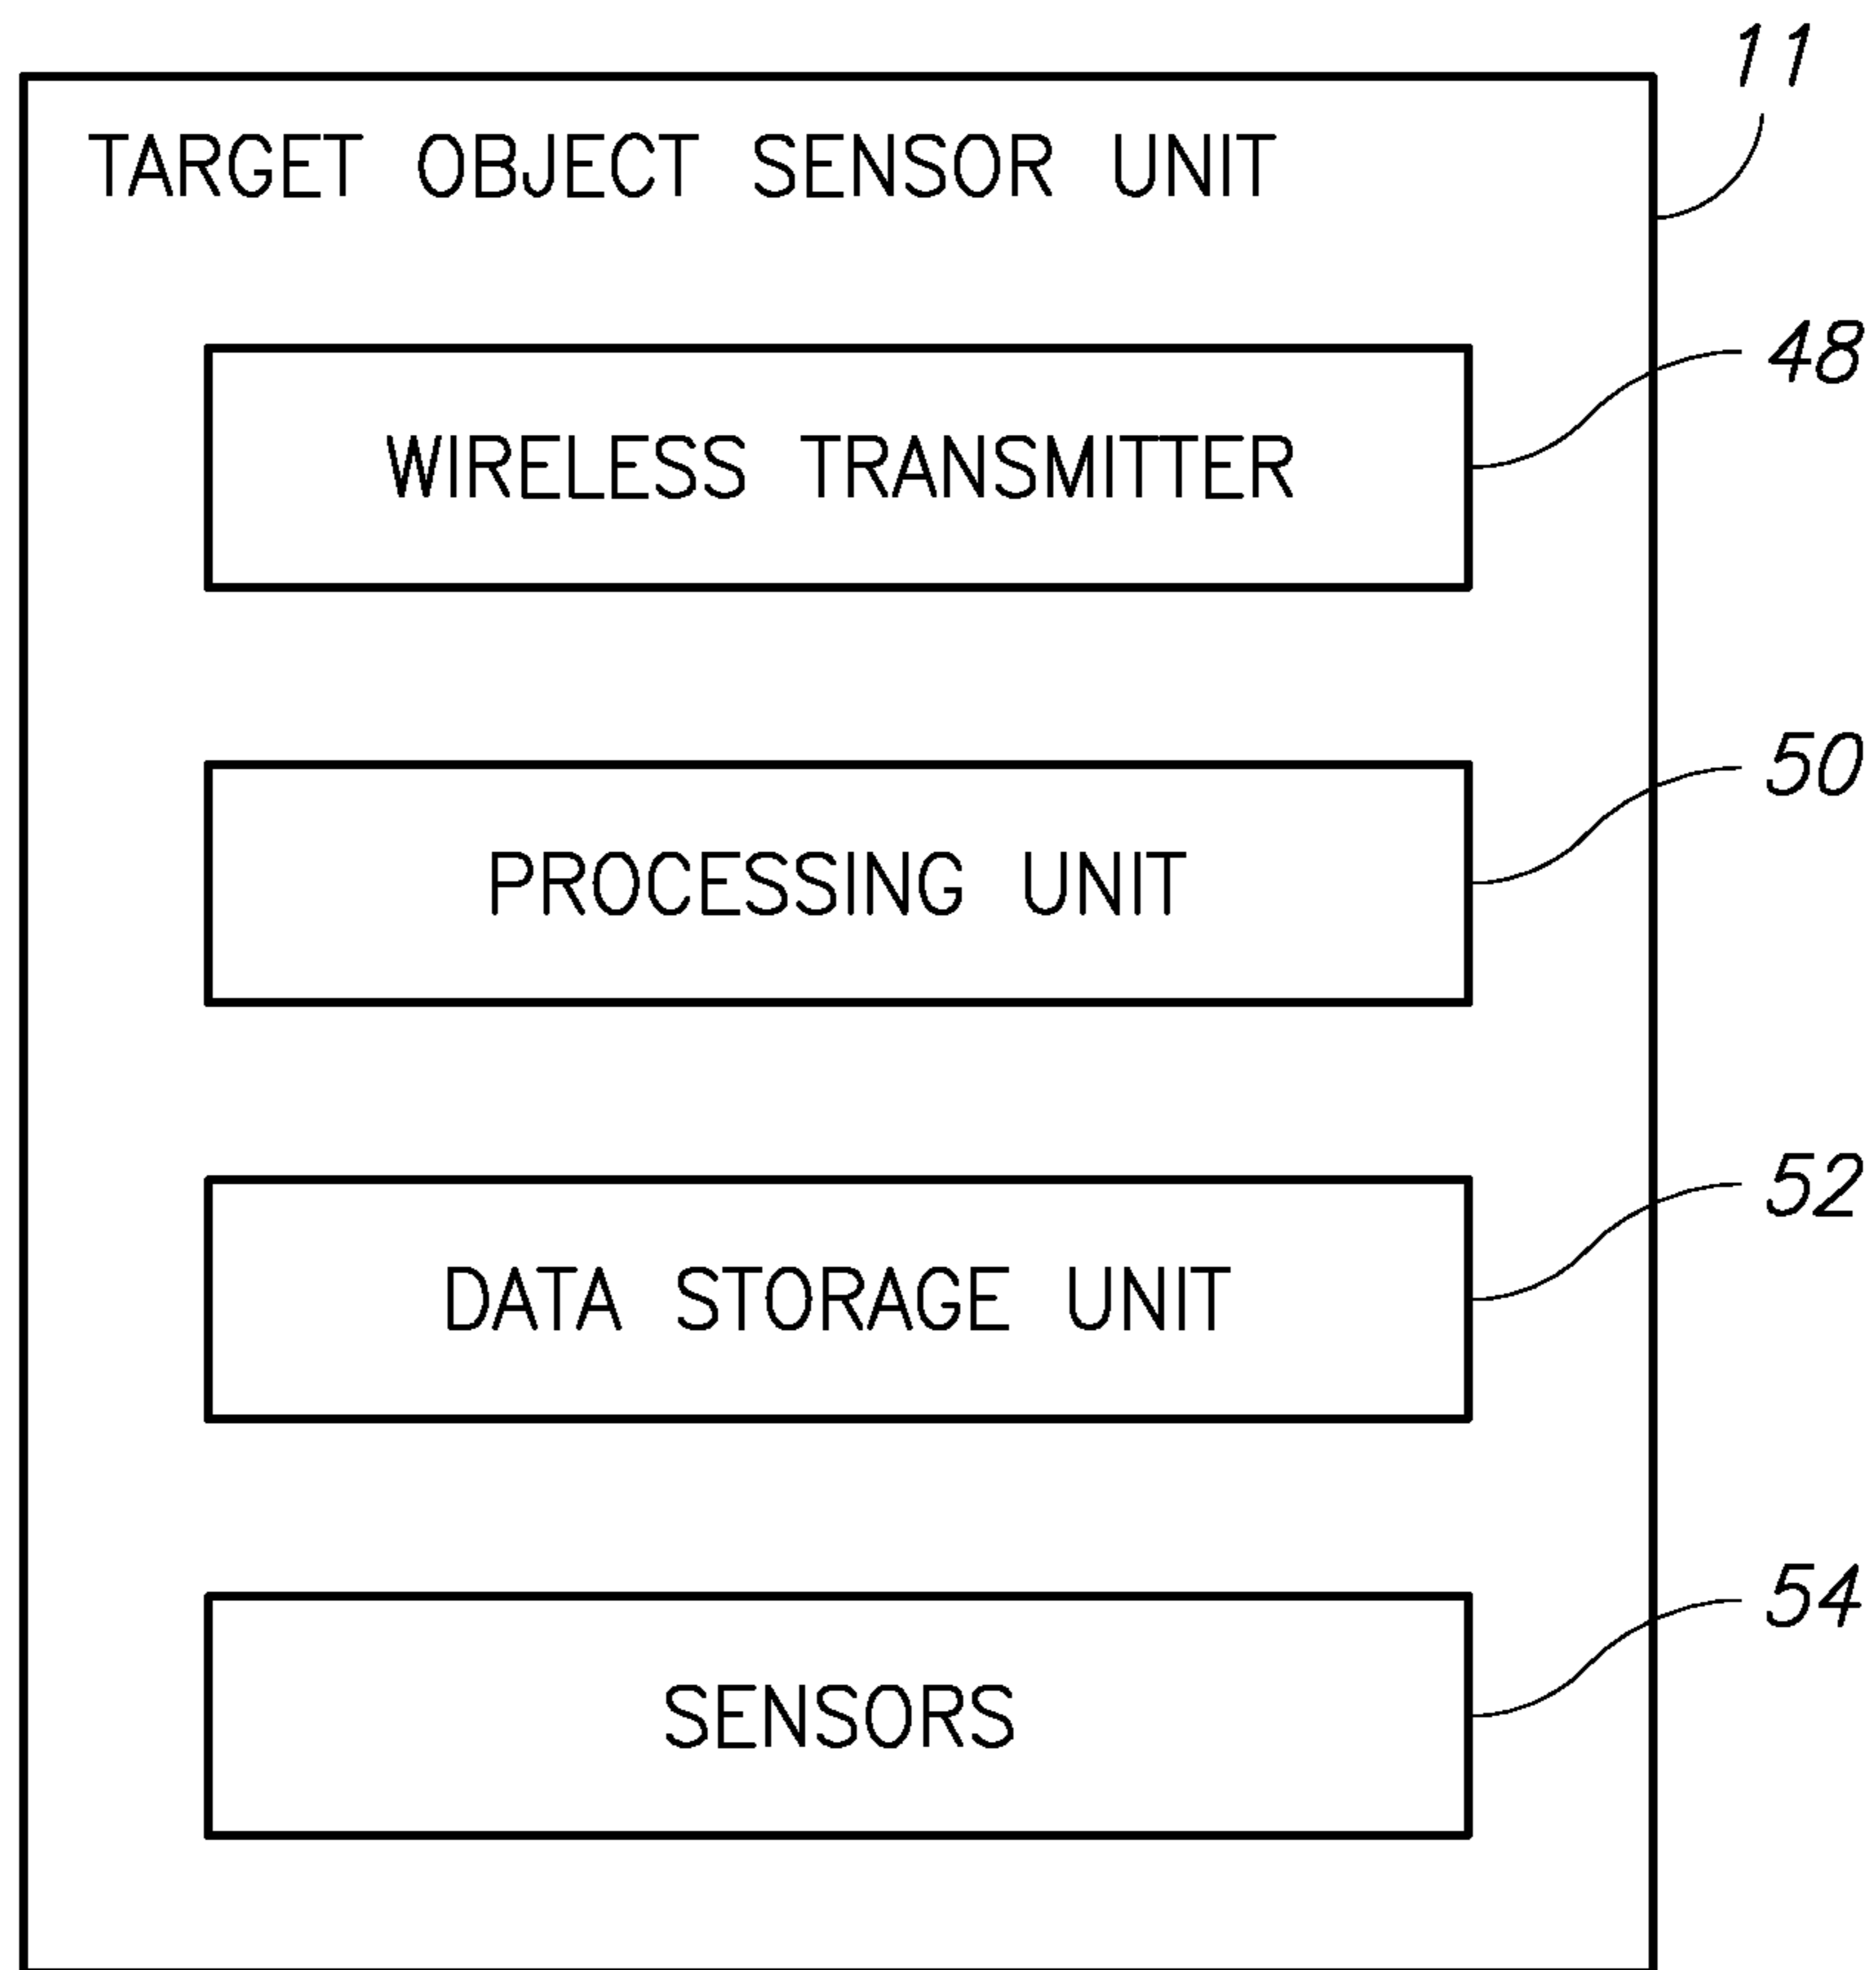 11
TARGET OBJECT SENSOR UNIT
48
WIRELESS TRANSMITTER
50
PROCESSING UNIT
52
DATA STORAGE UNIT
54
SENSORS